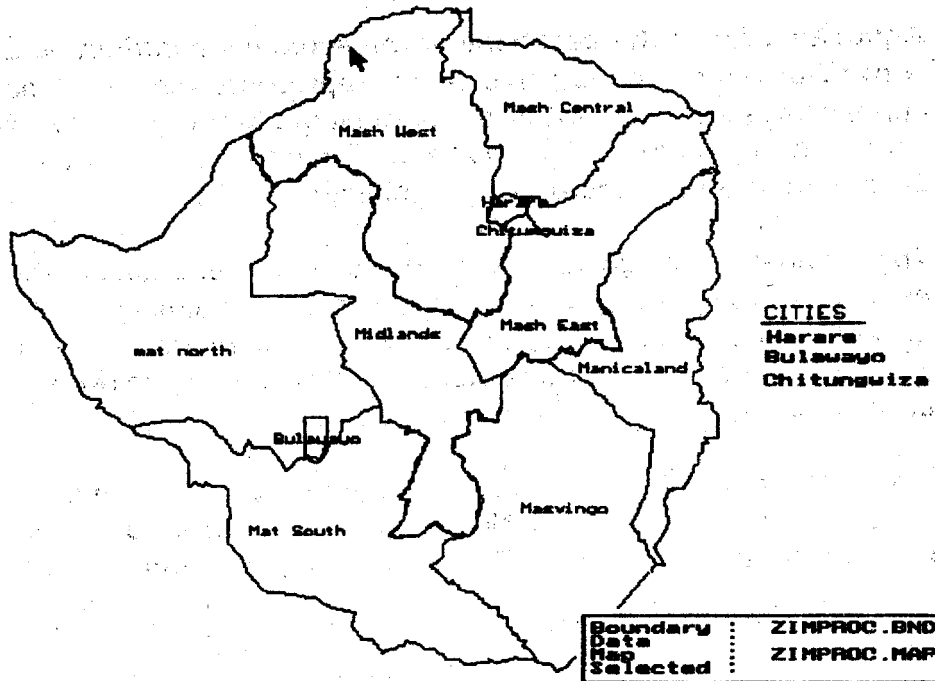 Mash Central
Mash West
Harare
Chitunguiza
CITIES
Harare
Bulawayo
Chitungwiza
Midlands
Mash East
mat north
Manicaland
Bulawayo
Masvingo
Mat South
Boundary : ZIMPROC.BND
Data :
Map : ZIMPROC.MAP
Selected :